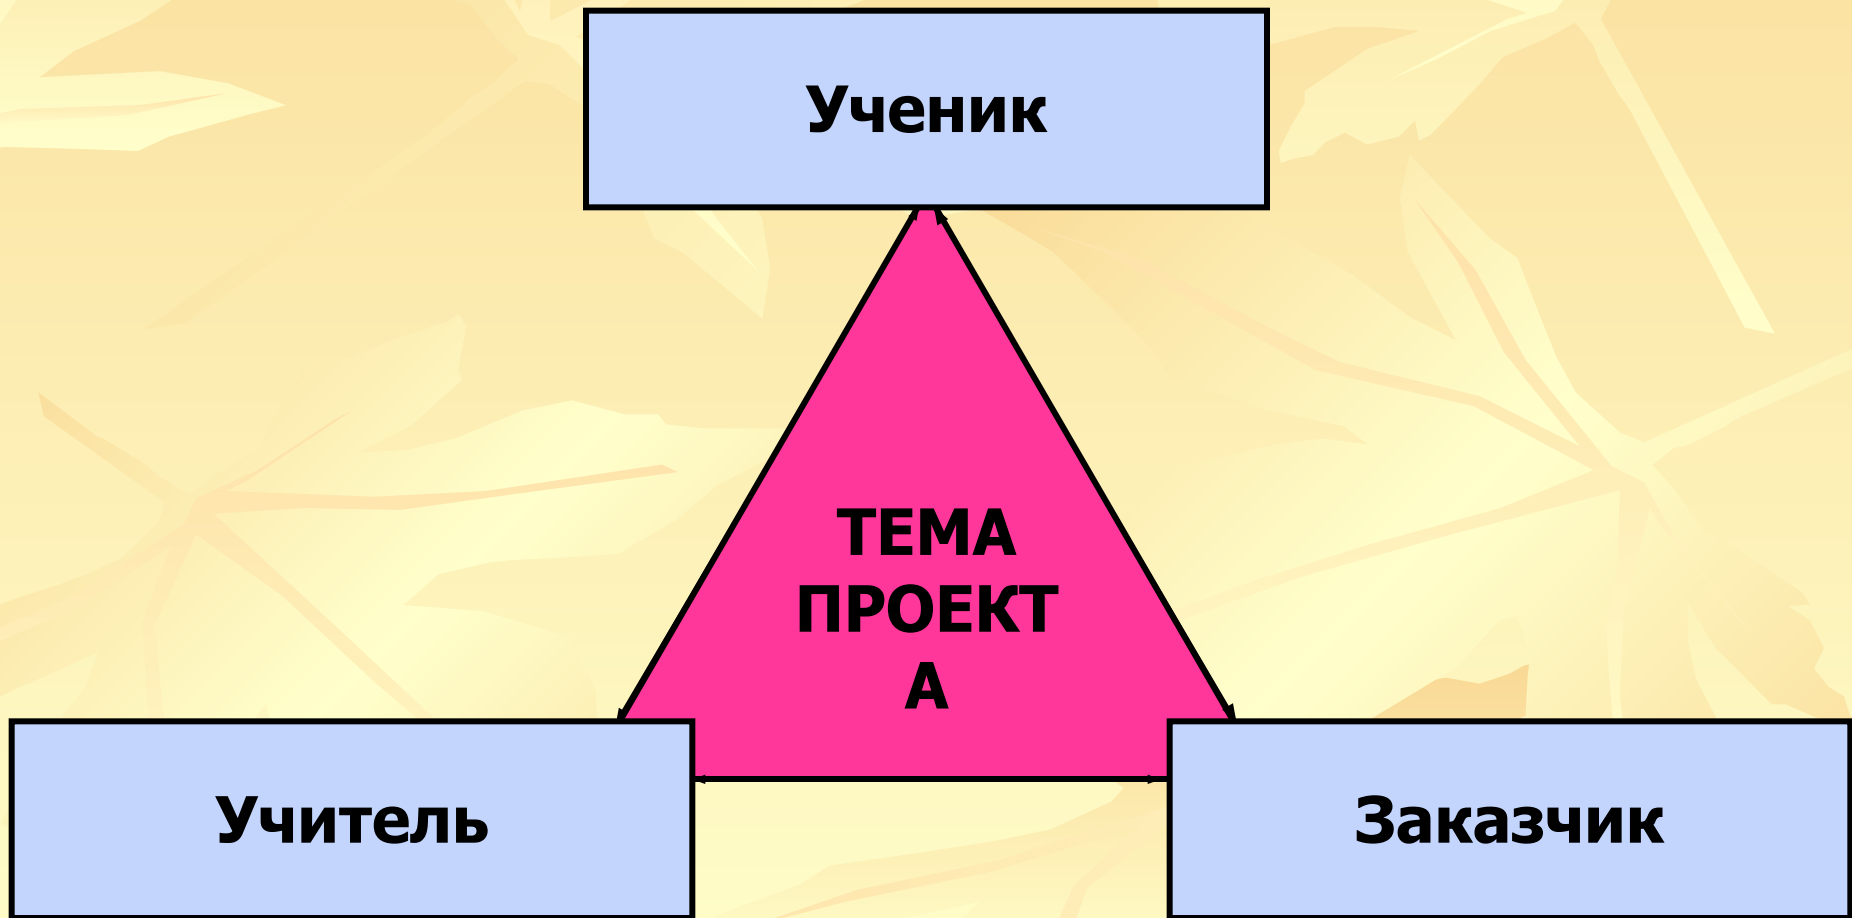 Ученик
ТЕМА
ПРОЕКТ
А
Учитель
Заказчик